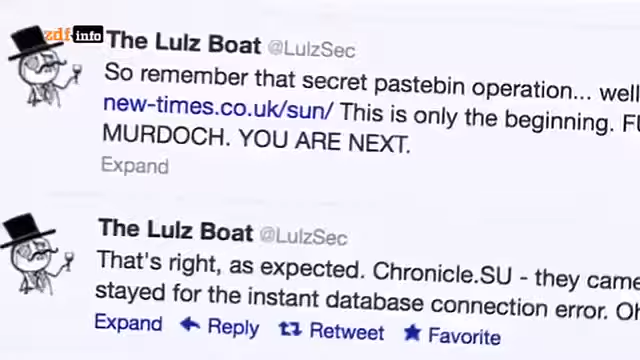 zdf info
The Lulz Boat @LulzSec
So remember that secret pastebin operation... well
new-times.co.uk/sun/ This is only the beginning. FU
MURDOCH. YOU ARE NEXT.
Expand
The Lulz Boat @LulzSec
That's right, as expected. Chronicle.SU - they came
stayed for the instant database connection error. Oh
Expand Reply Retweet Favorite